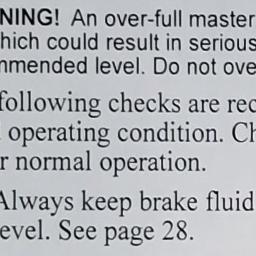 NING! An over-full master
hich could result in serious
mmended level. Do not ove
following checks are rec
operating condition. Ch
r normal operation.
Always keep brake fluid
evel. See page 28.